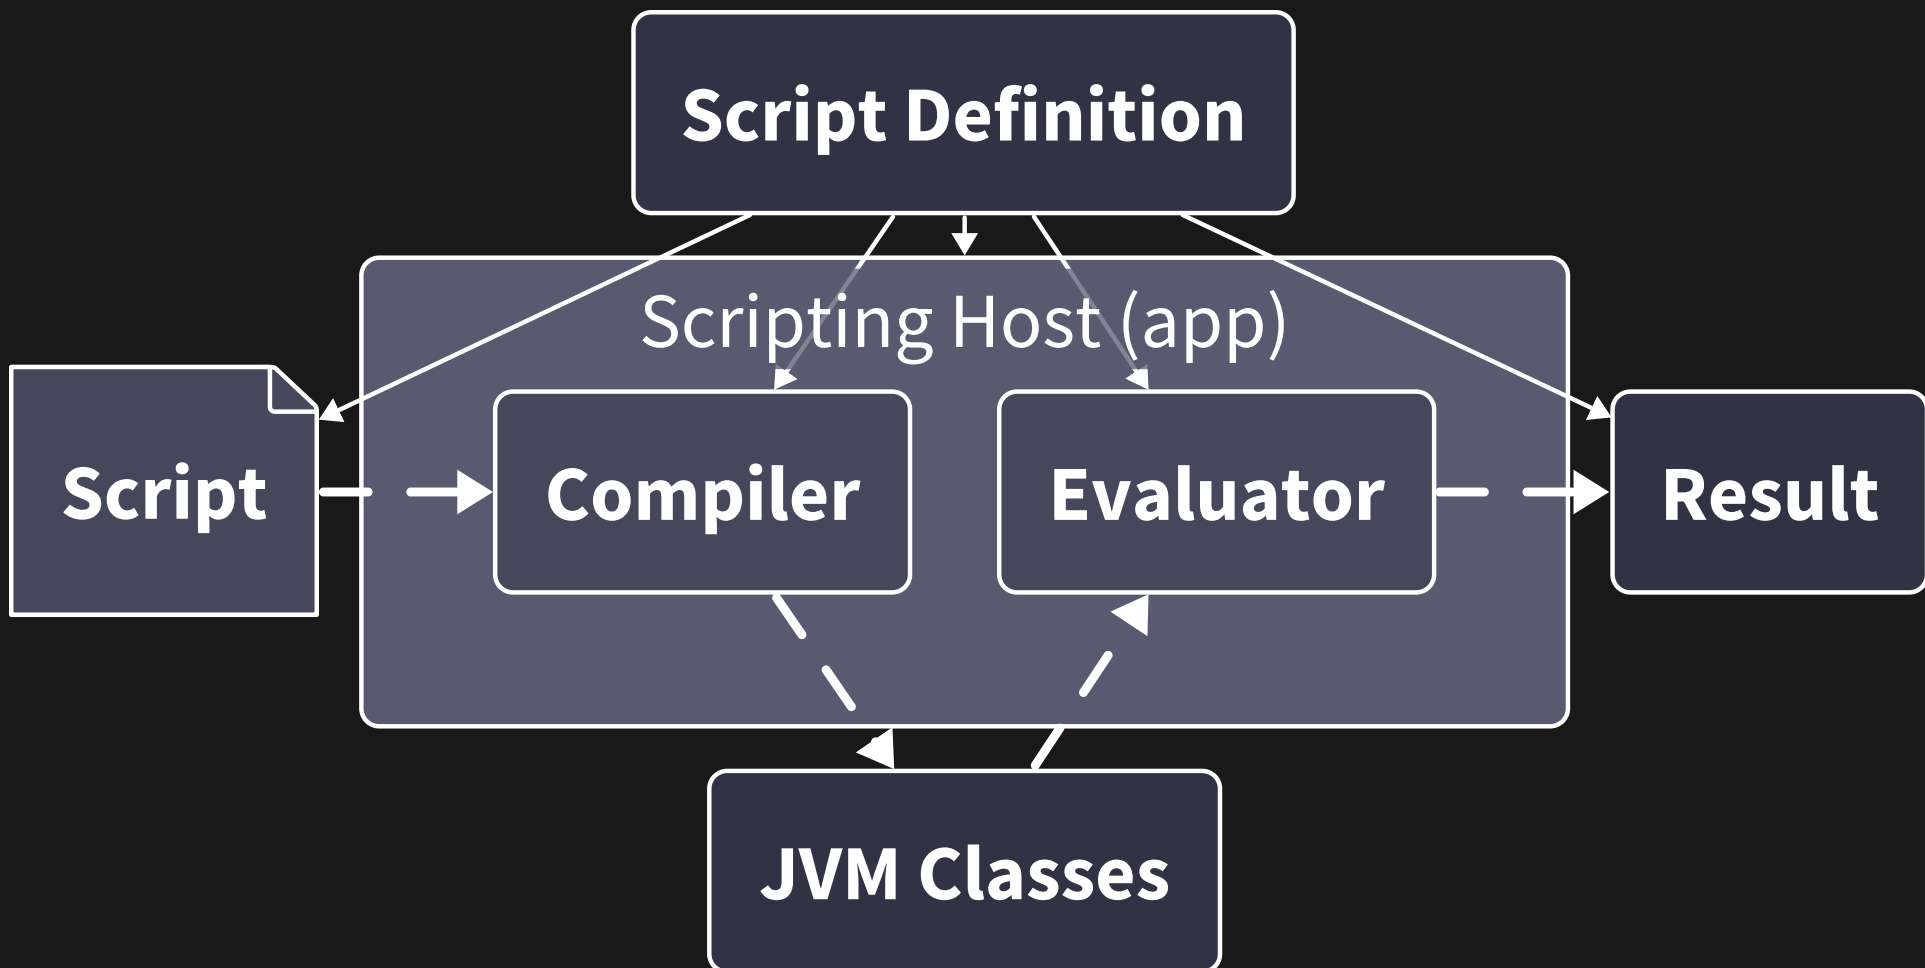 Script Definition
Scripting Host (app)
Script
Compiler
Evaluator
Result
JVM Classes